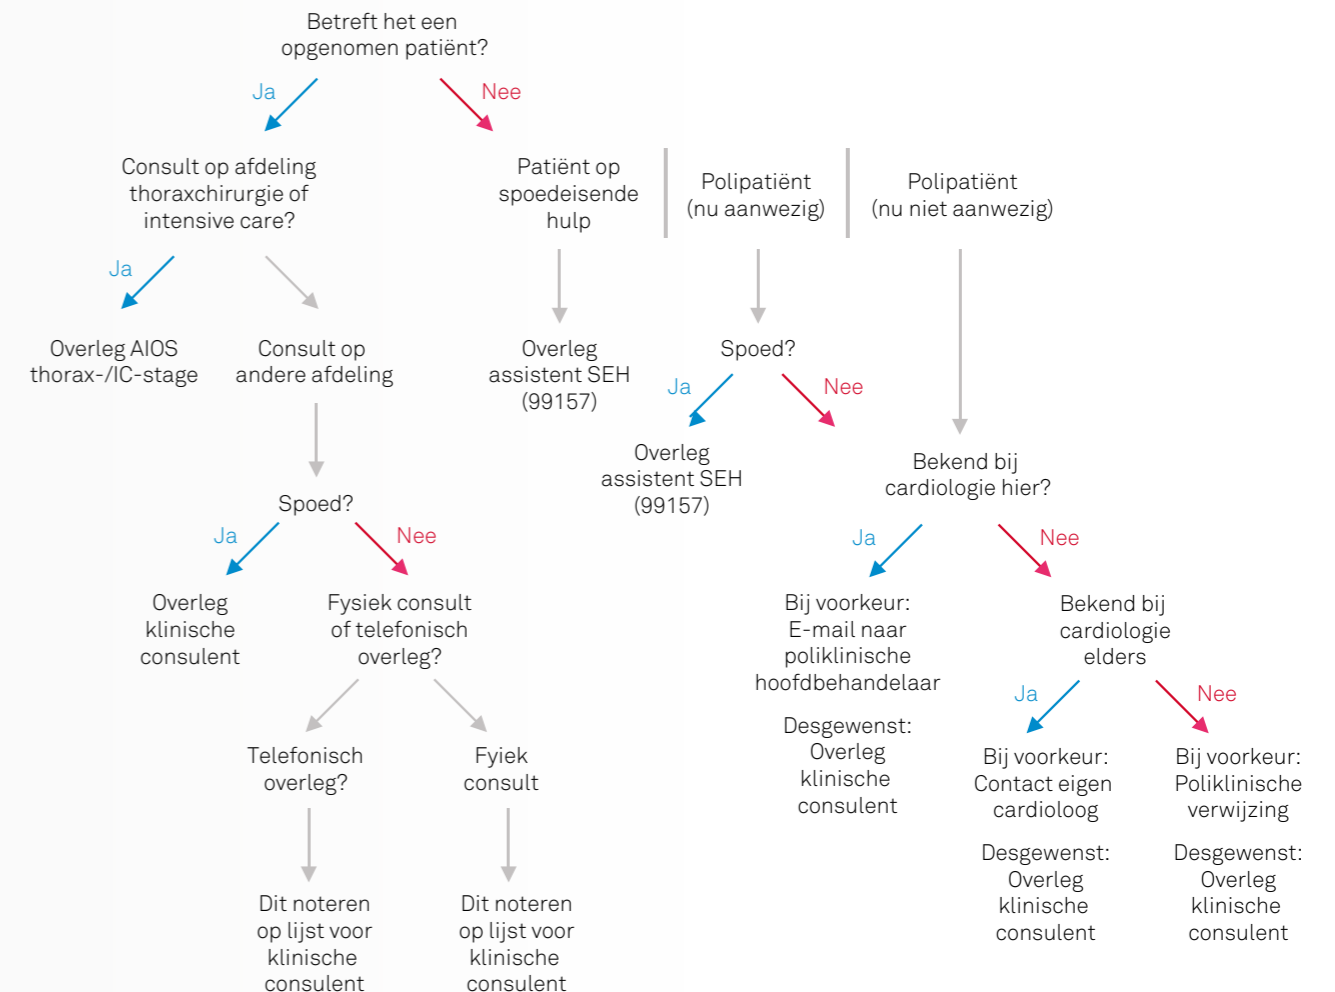 Betreft het een
opgenomen patiënt?
Ja
Nee
Consult op afdeling
thoraxchirurgie of
intensive care?
Patiënt op
spoedeisende
hulp
Polipatiënt
(nu aanwezig)
Polipatiënt
(nu niet aanwezig)
Ja
Overleg AIOS
thorax-/IC-stage
Consult op
andere afdeling
Overleg
assistent SEH
(99157)
Spoed?
Ja
Nee
Overleg
assistent SEH
(99157)
Bekend bij
cardiologie hier?
Spoed?
Ja
Nee
Ja
Nee
Overleg
klinische
consulent
Fysiek consult
of telefonisch
overleg?
Bij voorkeur:
E-mail naar
poliklinische
hoofdbehandelaar
Desgewenst:
Overleg
klinische
consulent
Bekend bij
cardiologie
elders
Ja
Nee
Telefonisch
overleg?
Fyiek
consult
Bij voorkeur:
Contact eigen
cardioloog
Desgewenst:
Overleg
klinische
consulent
Bij voorkeur:
Poliklinische
verwijzing
Desgewenst:
Overleg
klinische
consulent
Dit noteren
op lijst voor
klinische
consulent
Dit noteren
op lijst voor
klinische
consulent